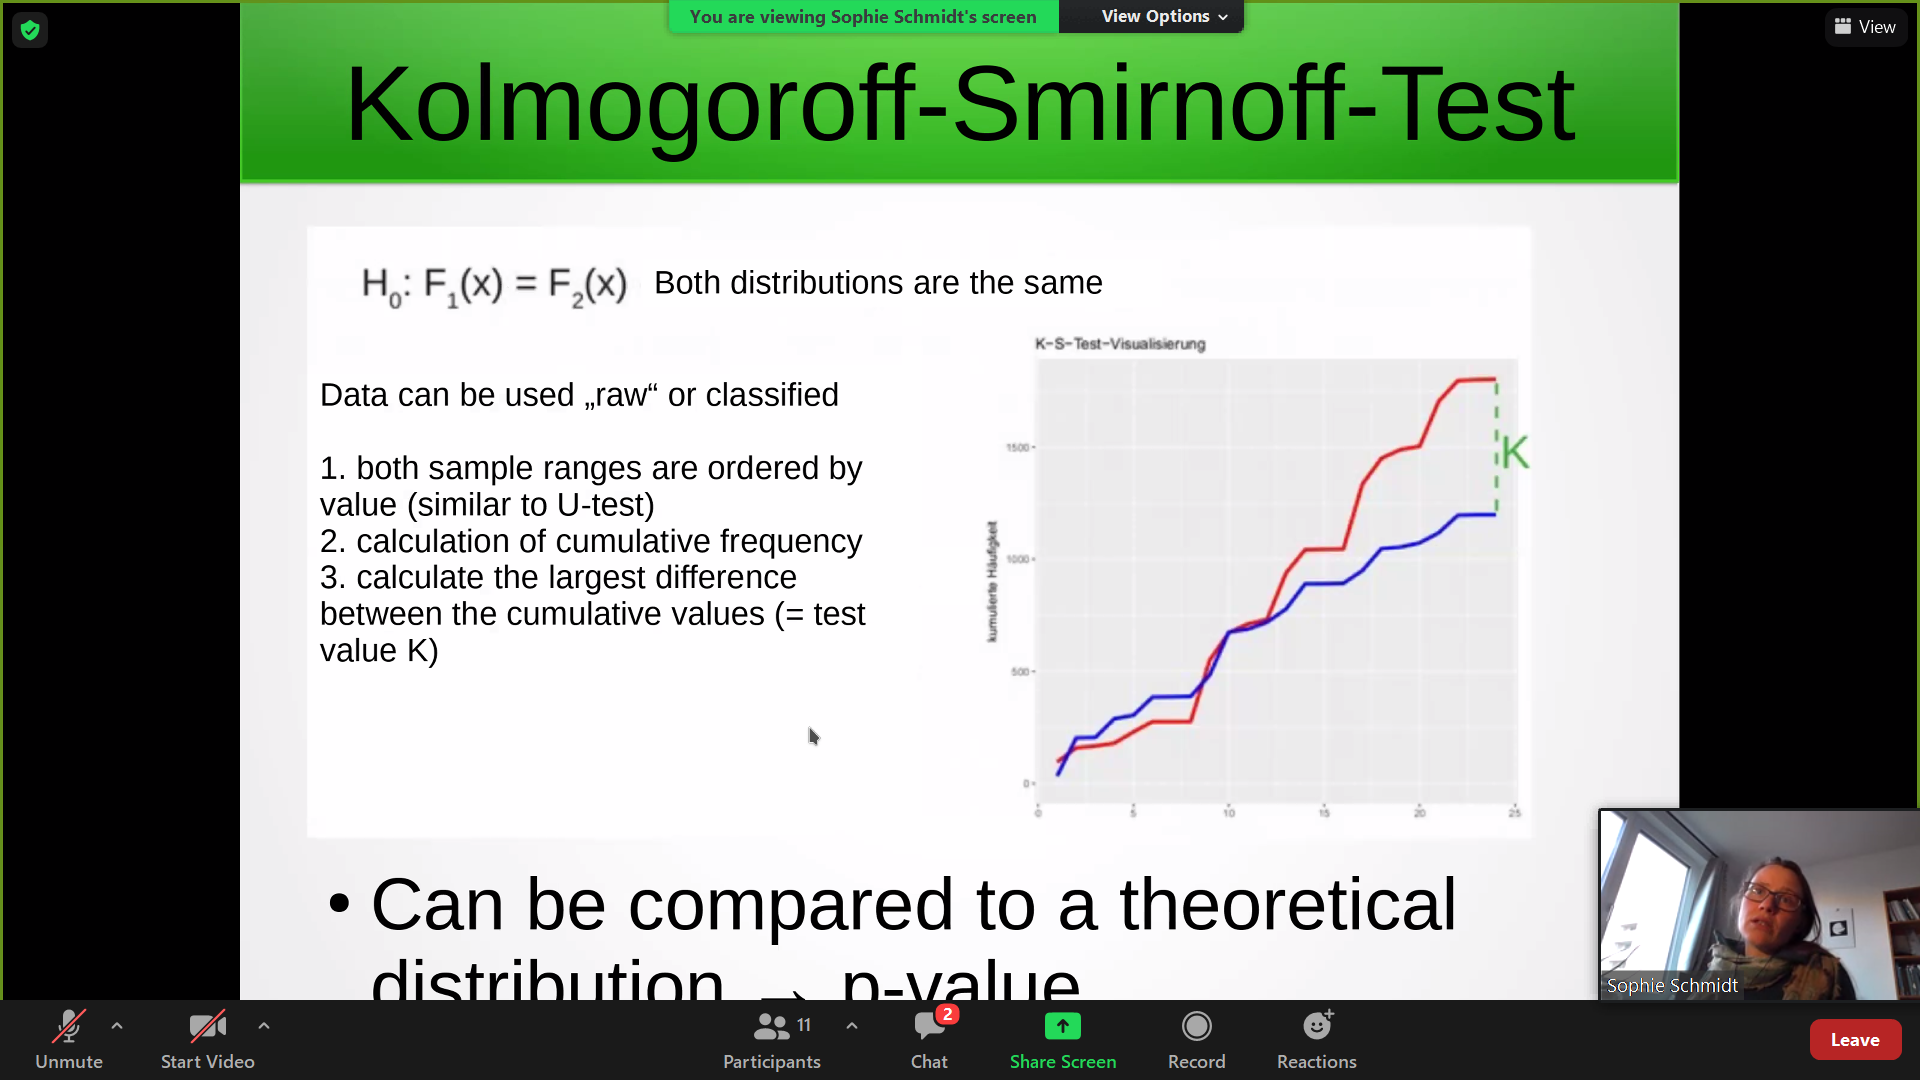 You are viewing Sophie Schmidt's screen
View Options
View
Kolmogoroff-Smirnoff-Test
H0: F1(x) = F2(x) Both distributions are the same
K-S-Test-Visualisierung
Data can be used „raw“ or classified
1. both sample ranges are ordered by
value (similar to U-test)
2. calculation of cumulative frequency
3. calculate the largest difference
between the cumulative values (= test
value K)
K
1500
1000
500
0
kumulierte Häufigkeit
0 5 10 15 20 25
• Can be compared to a theoretical
distribution → p-value
Sophie Schmidt
Unmute
Start Video
11
Participants
2
Chat
Share Screen
Record
Reactions
Leave